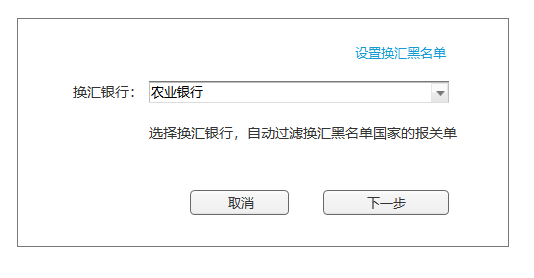 设置换汇黑名单
换汇银行： 农业银行
选择换汇银行，自动过滤换汇黑名单国家的报关单
取消 下一步